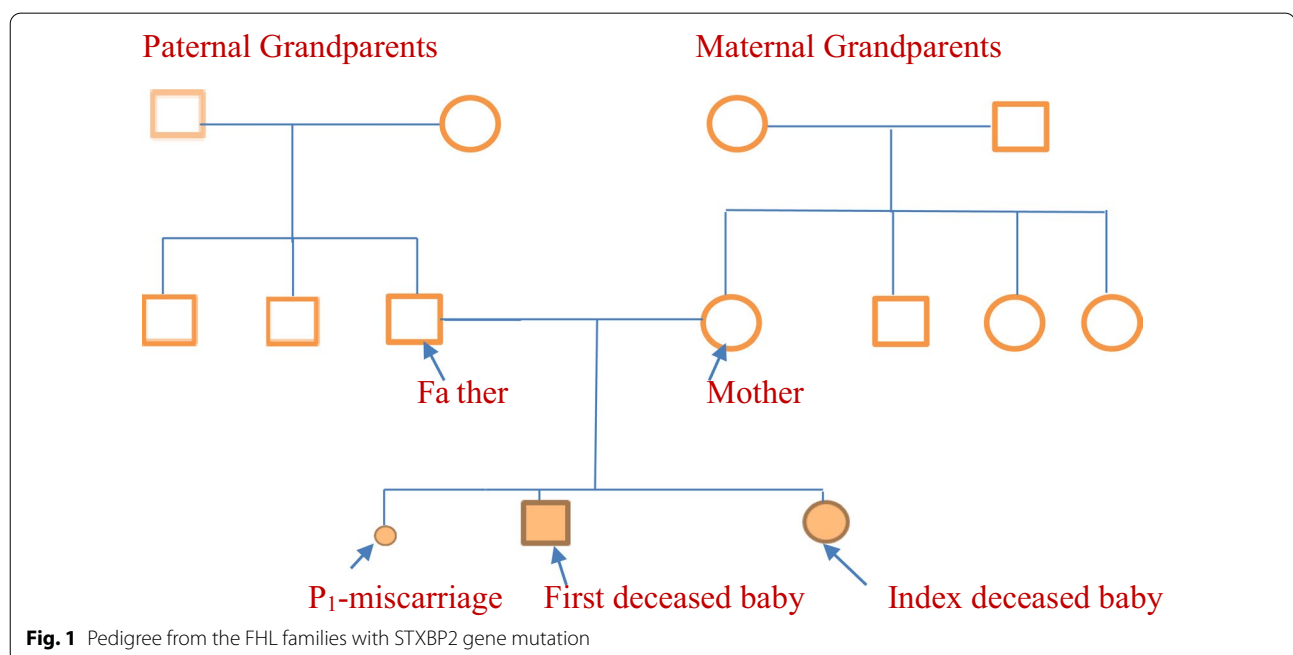 Paternal Grandparents Maternal Grandparents
Fa ther Mother
P₁-miscarriage First deceased baby Index deceased baby
Fig. 1 Pedigree from the FHL families with STXBP2 gene mutation